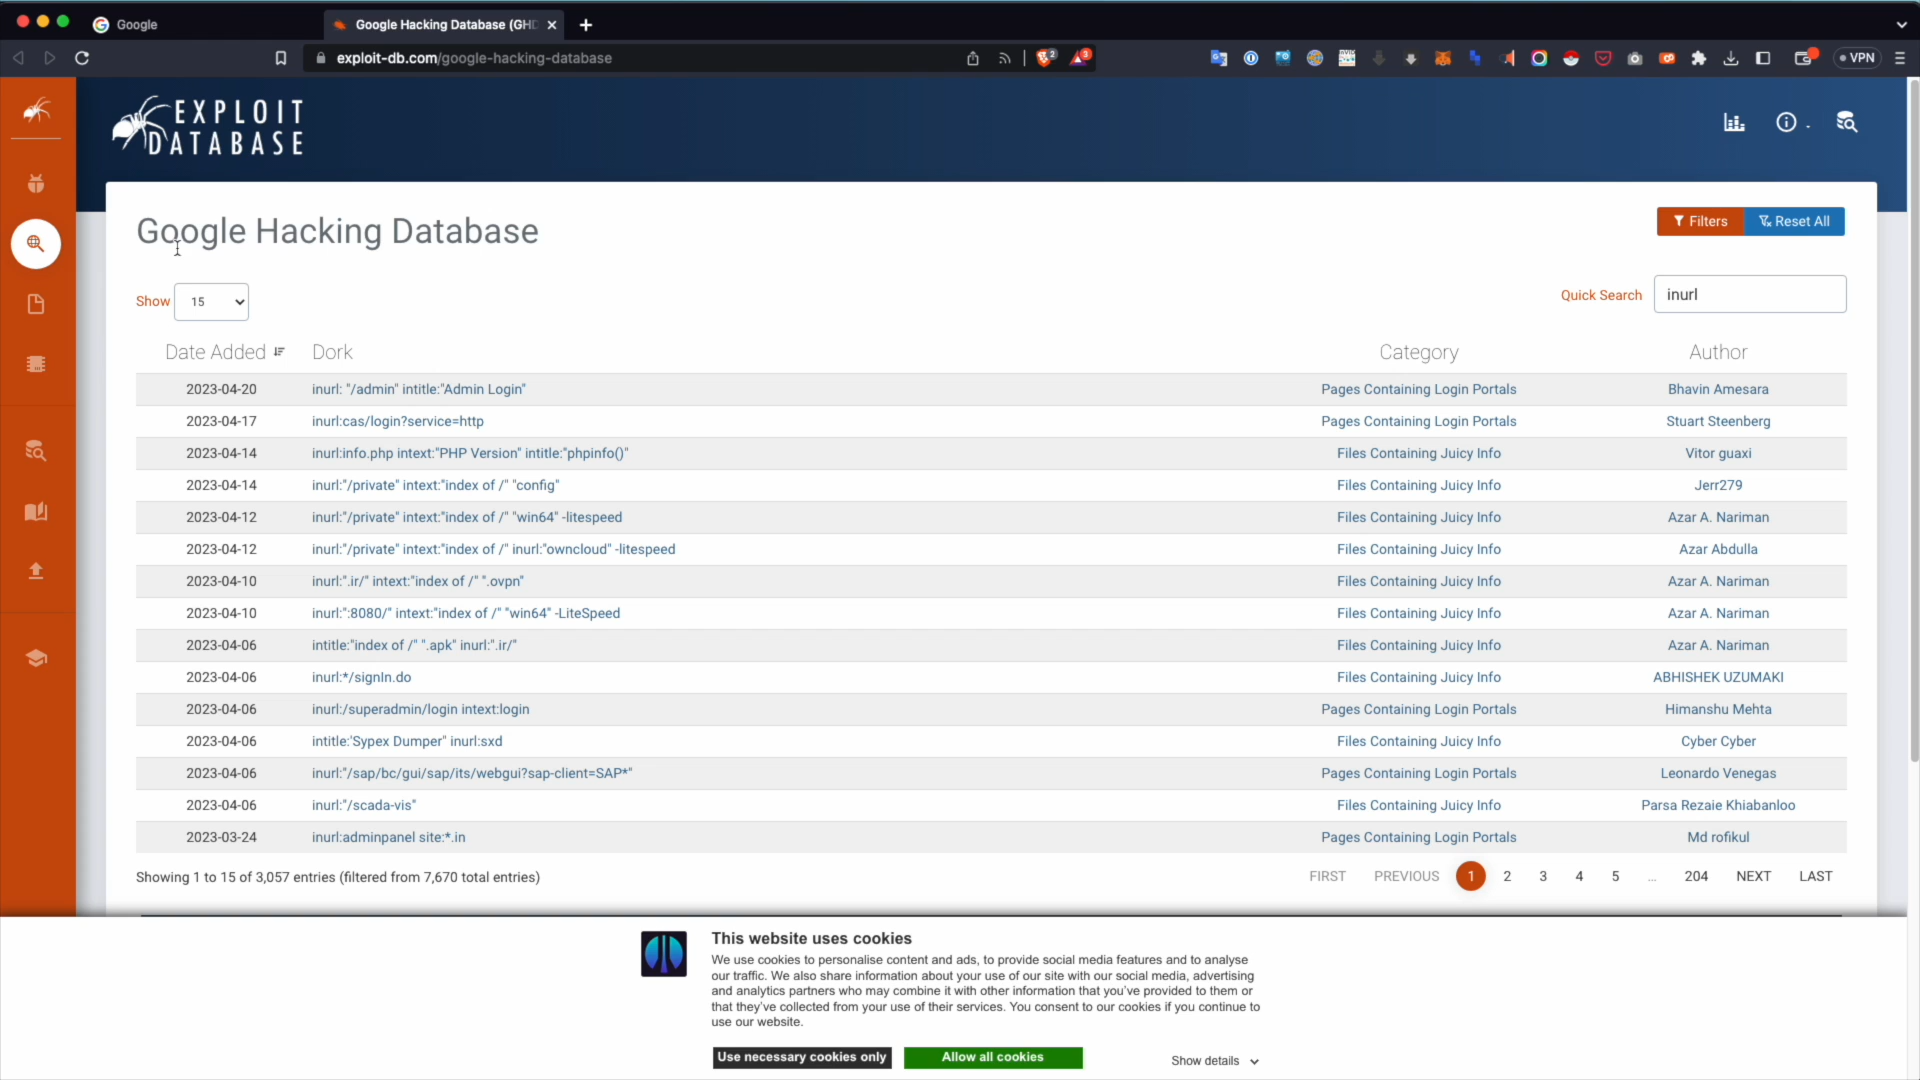 Google
Google Hacking Database (GHD
exploit-db.com/google-hacking-database
2
3
VPN
EXPLOIT
DATABASE
Google Hacking Database
Filters
Reset All
Show 15
Quick Search inurl
Date Added Dork Category Author
2023-04-20 inurl: "/admin" intitle:"Admin Login" Pages Containing Login Portals Bhavin Amesara
2023-04-17 inurl:cas/login?service=http Pages Containing Login Portals Stuart Steenberg
2023-04-14 inurl:info.php intext:"PHP Version" intitle:"phpinfo()" Files Containing Juicy Info Vitor guaxi
2023-04-14 inurl:"/private" intext:"index of /" "config" Files Containing Juicy Info Jerr279
2023-04-12 inurl:"/private" intext:"index of /" "win64" -litespeed Files Containing Juicy Info Azar A. Nariman
2023-04-12 inurl:"/private" intext:"index of /" inurl:"owncloud" -litespeed Files Containing Juicy Info Azar Abdulla
2023-04-10 inurl:".ir/" intext:"index of /" ".ovpn" Files Containing Juicy Info Azar A. Nariman
2023-04-10 inurl:":8080/" intext:"index of /" "win64" -LiteSpeed Files Containing Juicy Info Azar A. Nariman
2023-04-06 intitle:"index of /" ".apk" inurl:".ir/" Files Containing Juicy Info Azar A. Nariman
2023-04-06 inurl:*/signIn.do Files Containing Juicy Info ABHISHEK UZUMAKI
2023-04-06 inurl:/superadmin/login intext:login Pages Containing Login Portals Himanshu Mehta
2023-04-06 intitle:'Sypex Dumper" inurl:sxd Files Containing Juicy Info Cyber Cyber
2023-04-06 inurl:"/sap/bc/gui/sap/its/webgui?sap-client=SAP*" Pages Containing Login Portals Leonardo Venegas
2023-04-06 inurl:"/scada-vis" Files Containing Juicy Info Parsa Rezaie Khiabanloo
2023-03-24 inurl:adminpanel site:*.in Pages Containing Login Portals Md rofikul
Showing 1 to 15 of 3,057 entries (filtered from 7,670 total entries) FIRST PREVIOUS 1 2 3 4 5 … 204 NEXT LAST
This website uses cookies
We use cookies to personalise content and ads, to provide social media features and to analyse
our traffic. We also share information about your use of our site with our social media, advertising
and analytics partners who may combine it with other information that you've provided to them or
that they've collected from your use of their services. You consent to our cookies if you continue to
use our website.
Use necessary cookies only
Allow all cookies
Show details